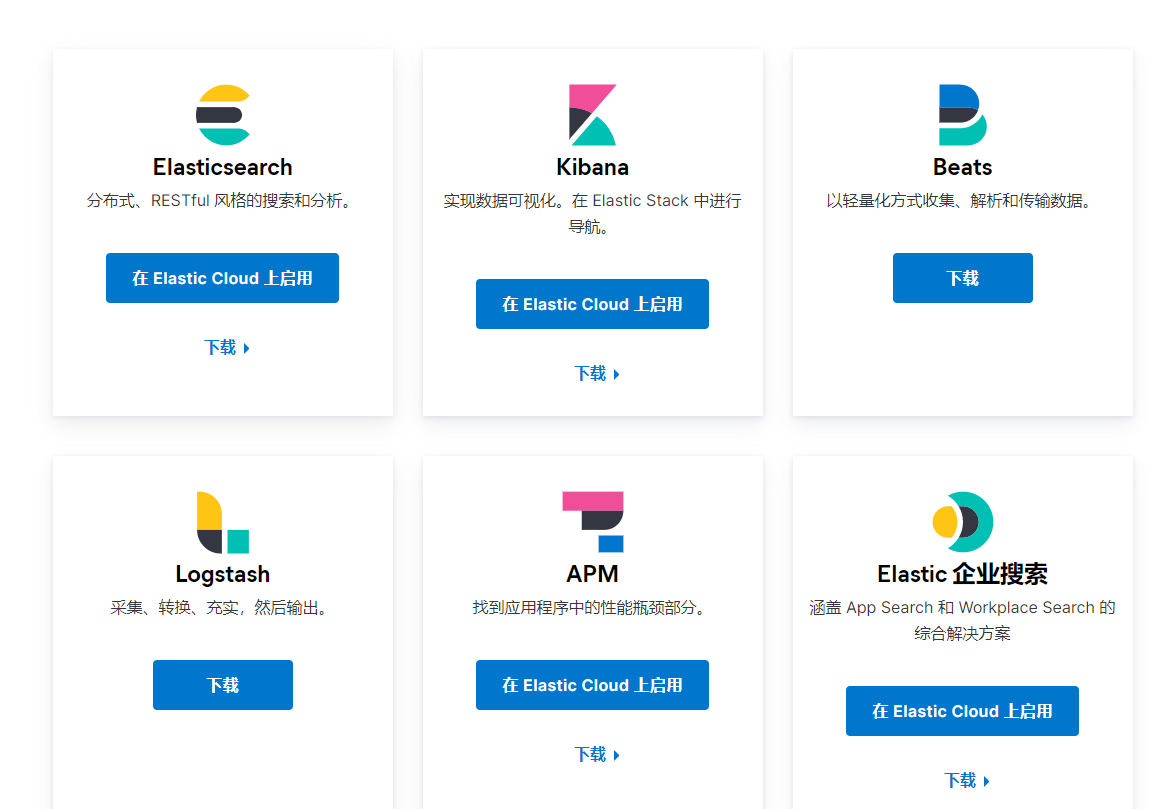 Elasticsearch
分布式、RESTful 风格的搜索和分析。
在 Elastic Cloud 上启用
下载
Kibana
实现数据可视化。在 Elastic Stack 中进行
导航。
在 Elastic Cloud 上启用
下载
Beats
以轻量化方式收集、解析和传输数据。
下载
Logstash
采集、转换、充实，然后输出。
下载
APM
找到应用程序中的性能瓶颈部分。
在 Elastic Cloud 上启用
下载
Elastic 企业搜索
涵盖 App Search 和 Workplace Search 的
综合解决方案
在 Elastic Cloud 上启用
下载